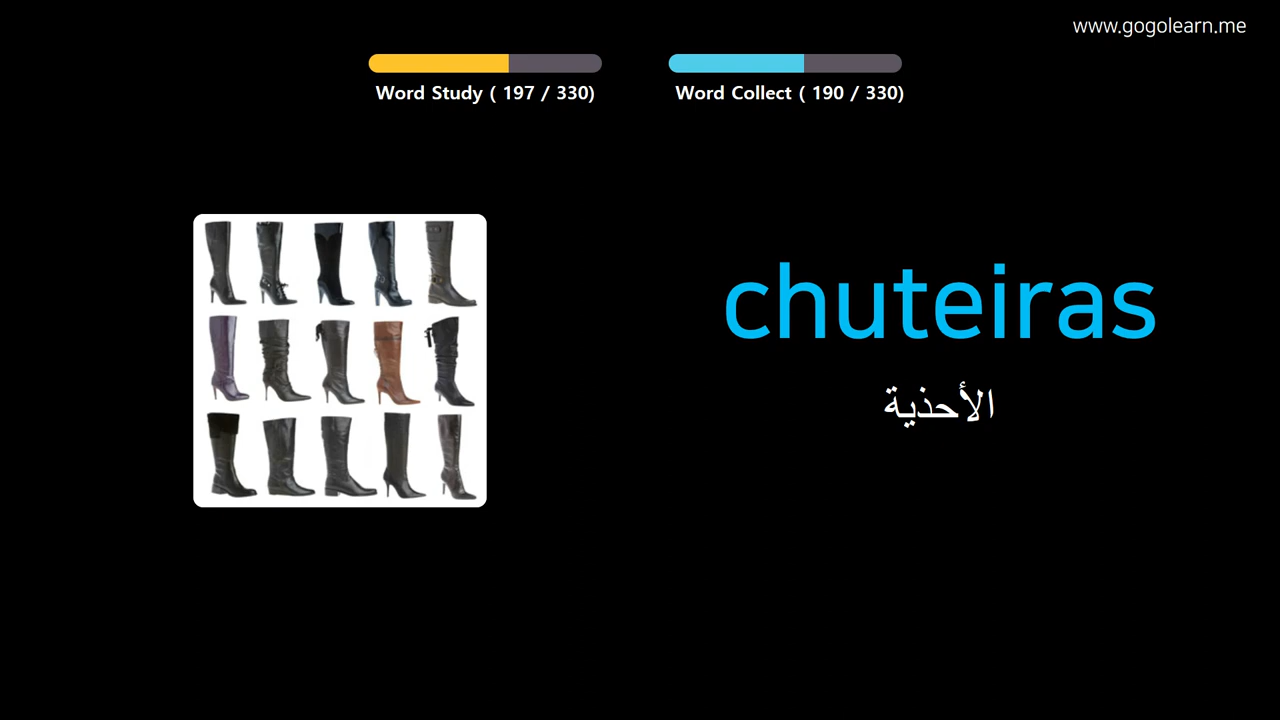 www.gogolearn.me
Word Study ( 197 / 330)
Word Collect ( 190 / 330)
chuteiras
الأحذية